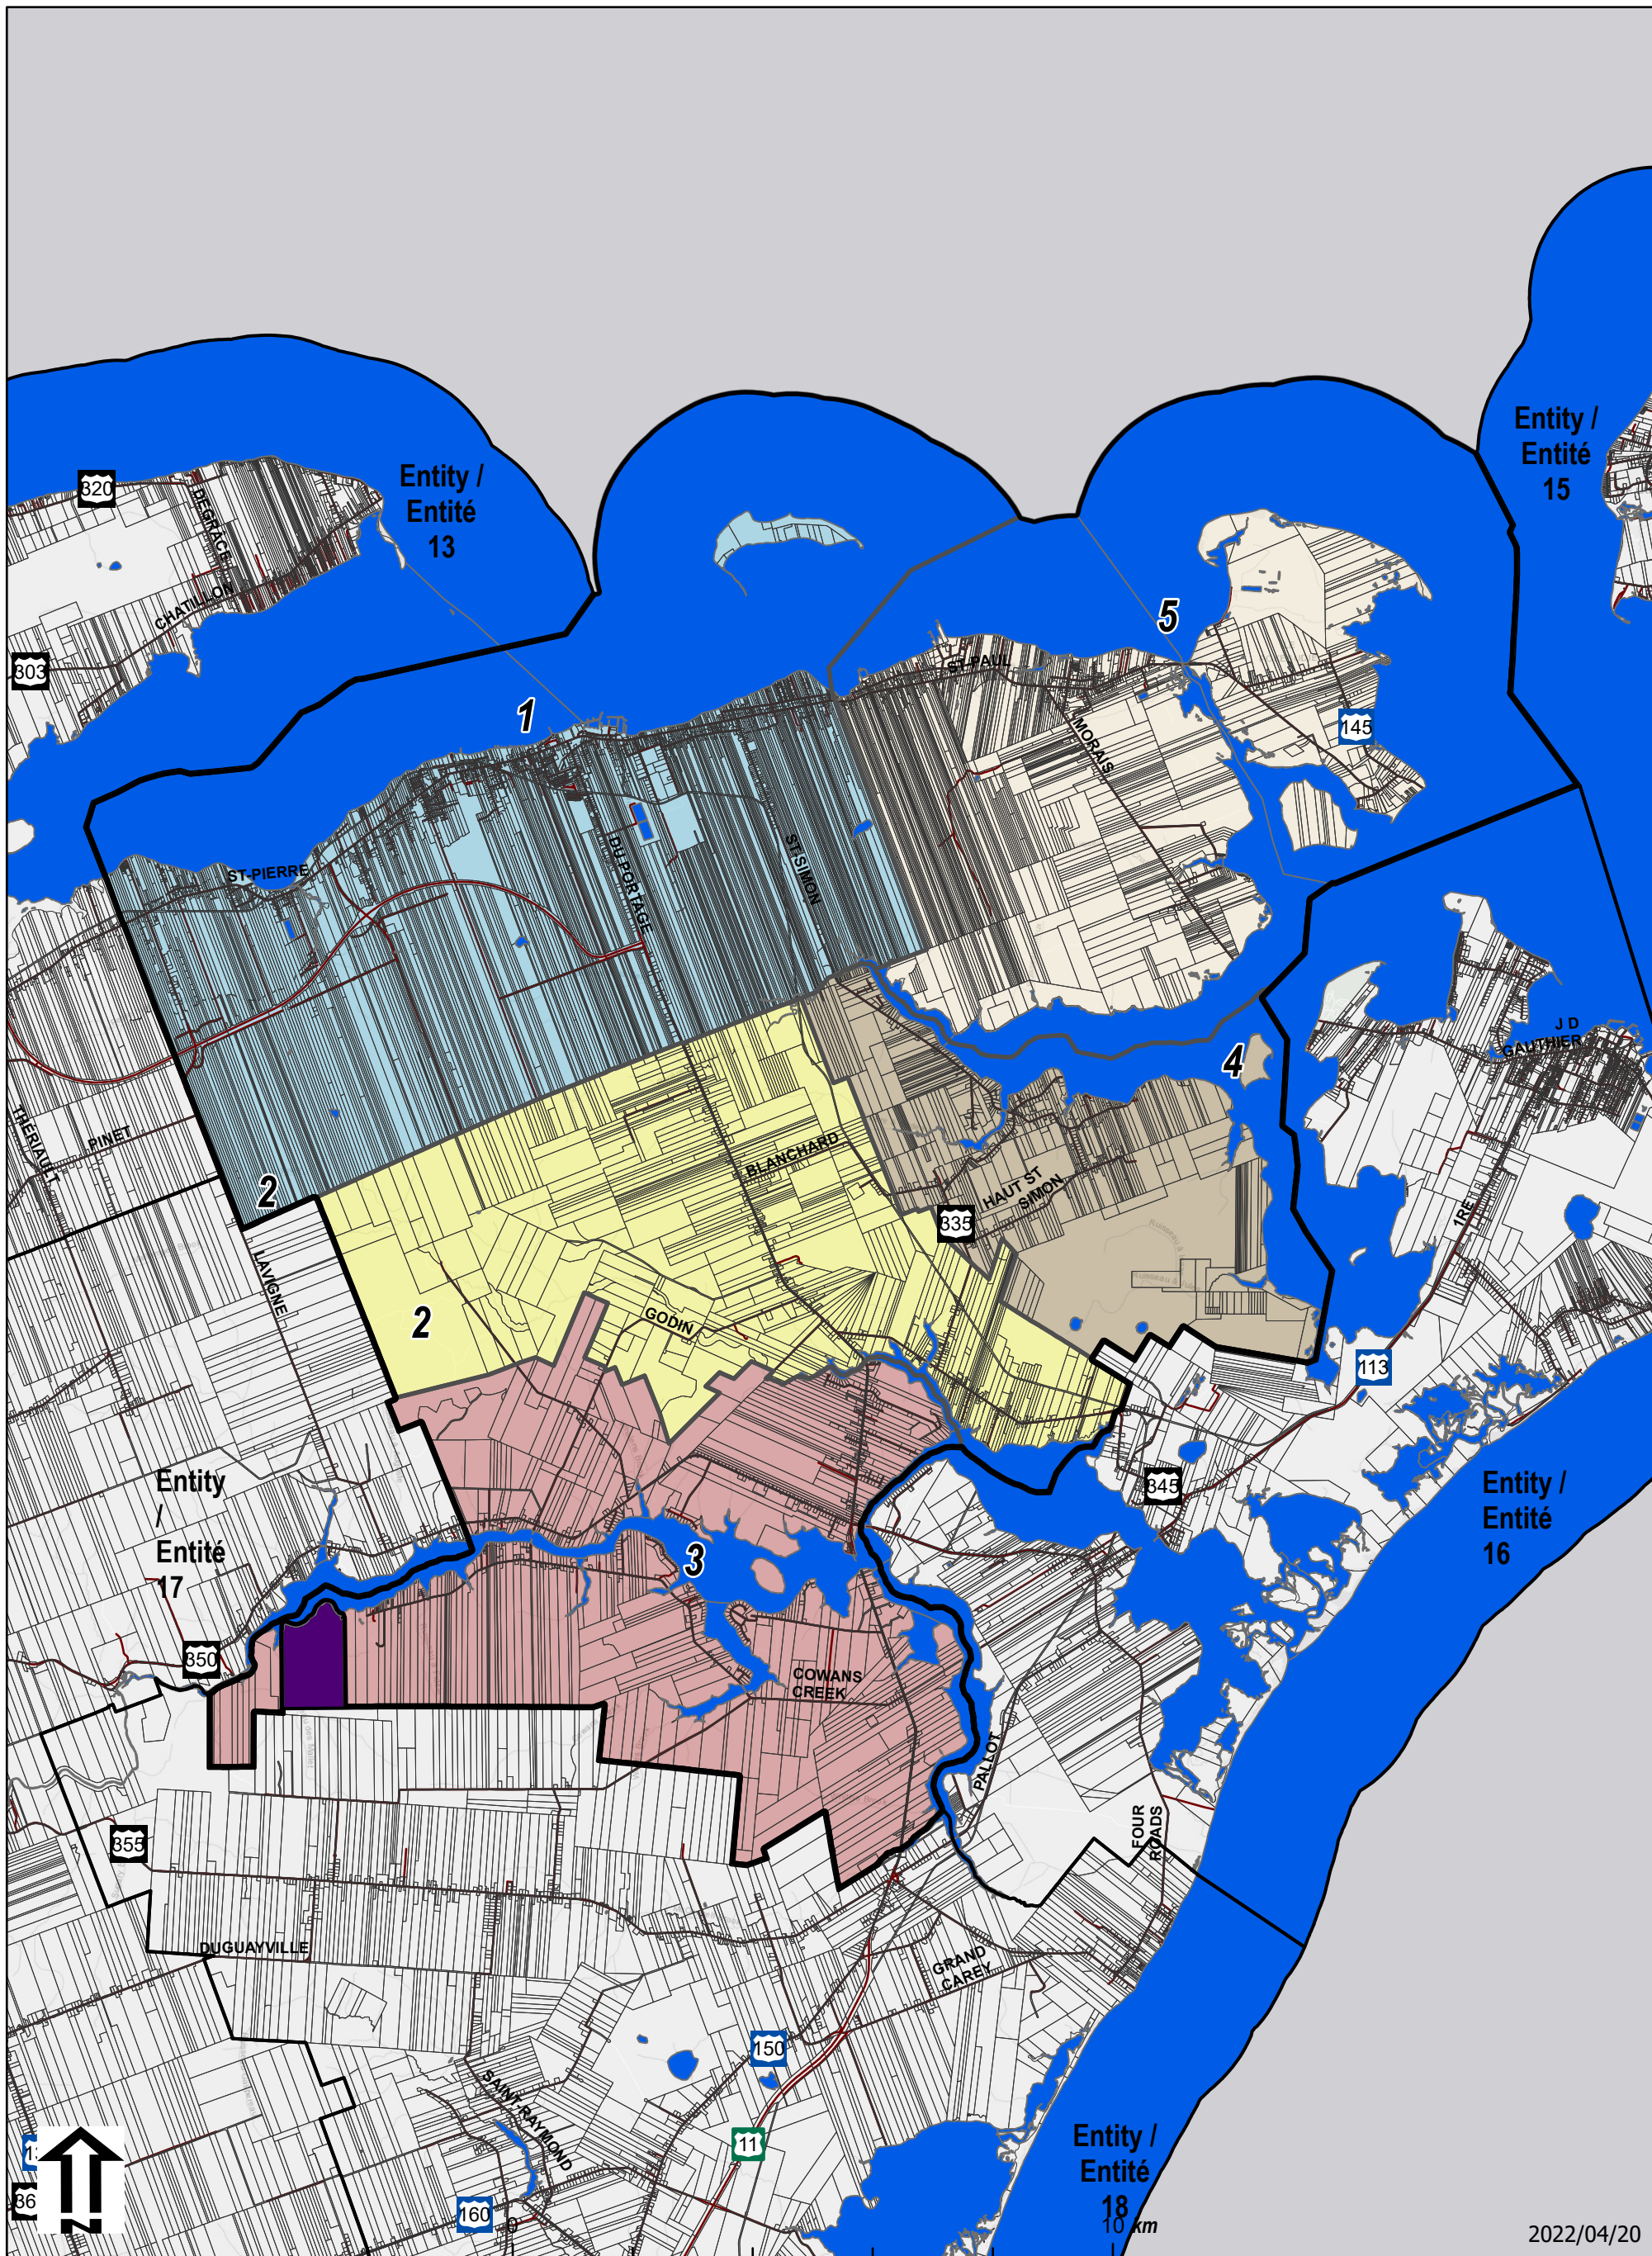 Entity /
Entité
15
Entity /
Entité
13
320
DEGRACE
CHATILLON
303
5
ST-PAUL
1
145
MORAIS
ST-PIERRE
DU PORTAGE
ST-SIMON
J D
GAUTHIER
4
THÉRIAULT
PINET
BLANCHARD
2
HAUT ST
SIMON
335
1RE
LAVIGNE
2
GODIN
113
Entity
/
Entité
17
345
Entity /
Entité
16
3
350
COWANS
CREEK
PALLOT
FOUR
ROADS
355
DUGUAYVILLE
GRAND
CAREY
150
SAINT-RAYMOND
11
Entity /
Entité
18
160
0
10 km
N
2022/04/20